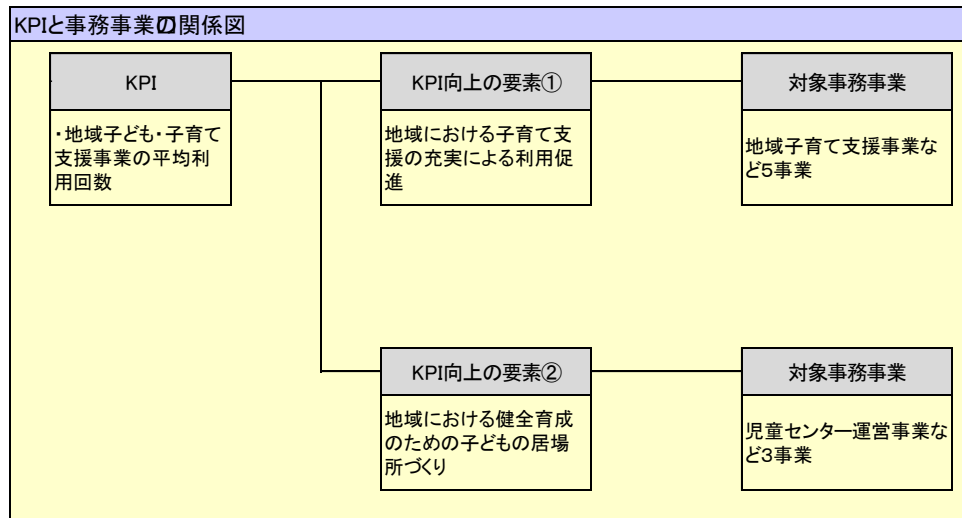 KPIと事務事業の関係図
KPI
・地域子ども・子育て
支援事業の平均利
用回数
KPI向上の要素①
地域における子育て支
援の充実による利用促
進
対象事務事業
地域子育て支援事業な
ど5事業
KPI向上の要素②
地域における健全育成
のための子どもの居場
所づくり
対象事務事業
児童センター運営事業な
ど3事業